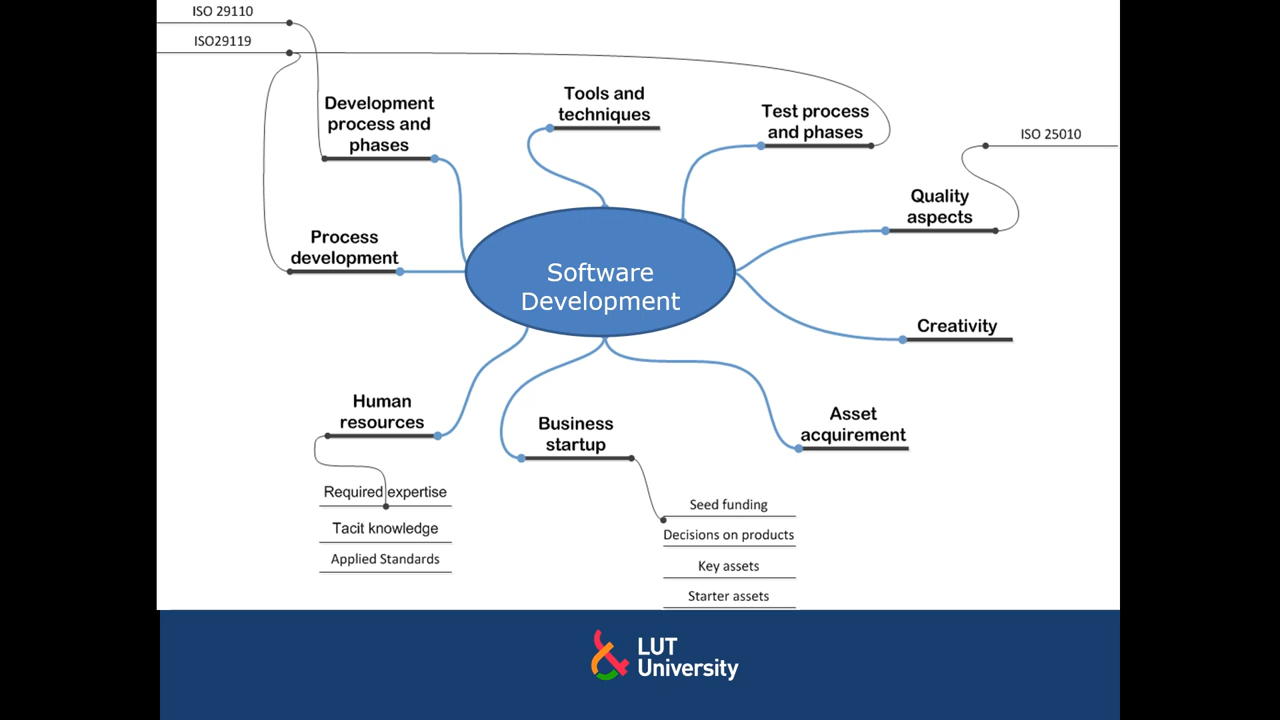 ISO 29110
ISO29119
Development
process and
phases
Tools and
techniques
Test process
and phases
ISO 25010
Quality
aspects
Process
development
Software
Development
Creativity
Human
resources
Business
startup
Asset
acquirement
Required expertise
Tacit knowledge
Applied Standards
Seed funding
Decisions on products
Key assets
Starter assets
LUT
University